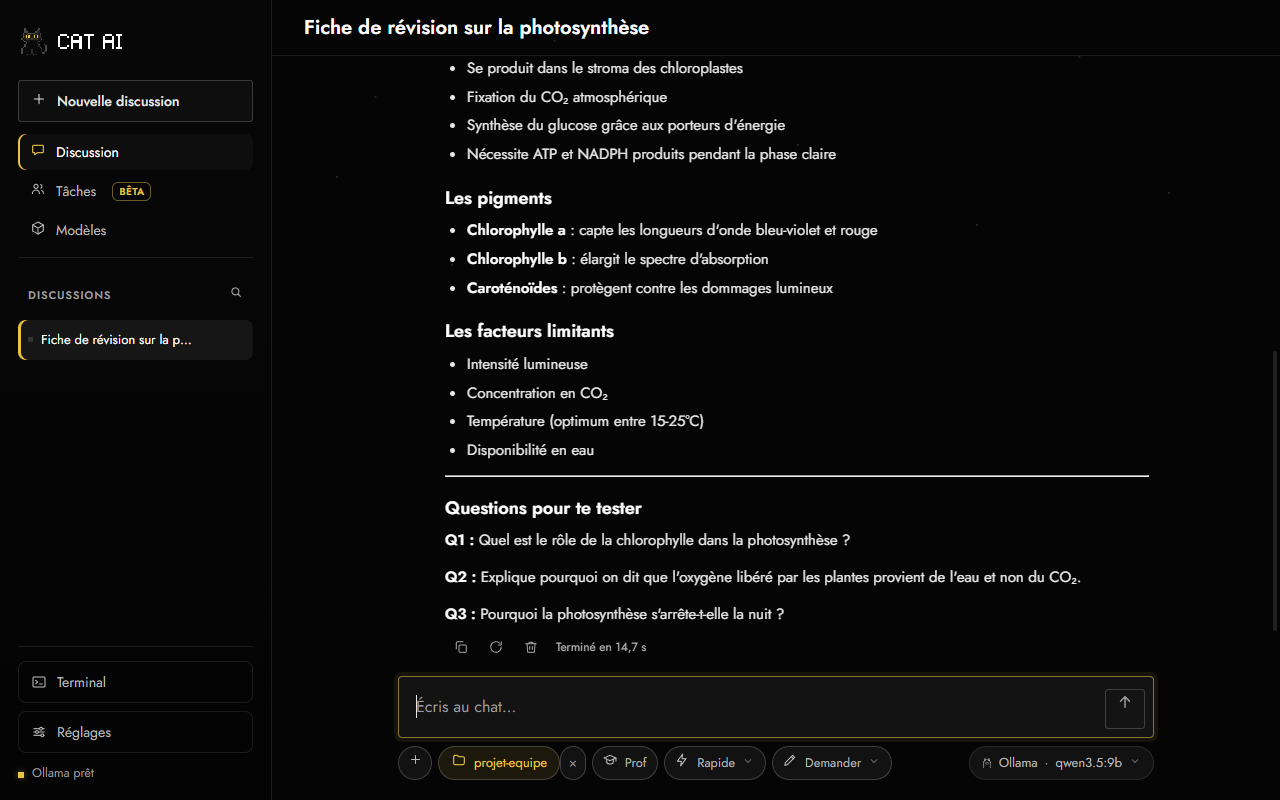 CAT AI
Nouvelle discussion
Discussion
Tâches BÊTA
Modèles
DISCUSSIONS
Fiche de révision sur la p...
Terminal
Réglages
Ollama prêt
Fiche de révision sur la photosynthèse
• Se produit dans le stroma des chloroplastes
• Fixation du CO₂ atmosphérique
• Synthèse du glucose grâce aux porteurs d'énergie
• Nécessite ATP et NADPH produits pendant la phase claire
Les pigments
• Chlorophylle a : capte les longueurs d'onde bleu-violet et rouge
• Chlorophylle b : élargit le spectre d'absorption
• Caroténoïdes : protègent contre les dommages lumineux
Les facteurs limitants
• Intensité lumineuse
• Concentration en CO₂
• Température (optimum entre 15-25°C)
• Disponibilité en eau
Questions pour te tester
Q1 : Quel est le rôle de la chlorophylle dans la photosynthèse ?
Q2 : Explique pourquoi on dit que l'oxygène libéré par les plantes provient de l'eau et non du CO₂.
Q3 : Pourquoi la photosynthèse s'arrête-t-elle la nuit ?
Terminé en 14,7 s
Écris au chat...
projet-equipe × Prof Rapide Demander Ollama · qwen3.5:9b